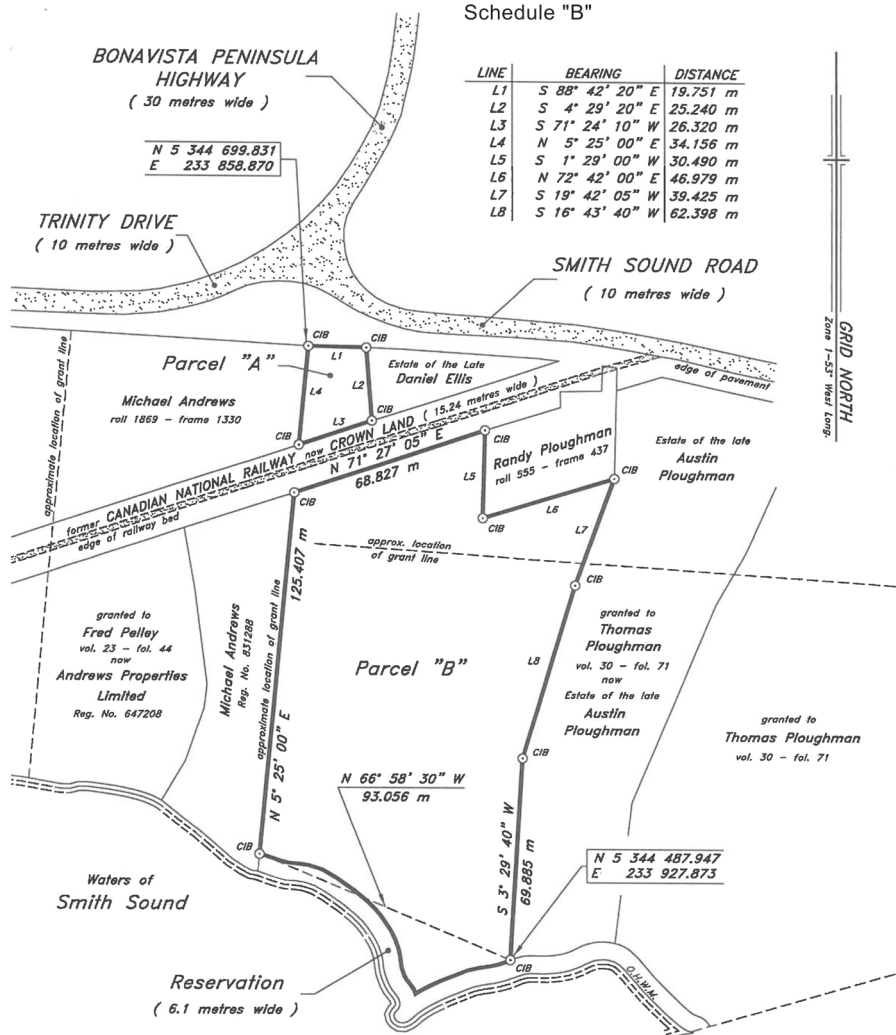 Schedule "B"
BONAVISTA PENINSULA
HIGHWAY
( 30 metres wide )
LINE BEARING DISTANCE
L1 S 88° 42' 20" E 19.751 m
L2 S 4° 29' 20" E 25.240 m
L3 S 71° 24' 10" W 26.320 m
L4 N 5° 25' 00" E 34.156 m
L5 S 1° 29' 00" W 30.490 m
L6 N 72° 42' 00" E 46.979 m
L7 S 19° 42' 05" W 39.425 m
L8 S 16° 43' 40" W 62.398 m
N 5 344 699.831
E 233 858.870
TRINITY DRIVE
( 10 metres wide )
SMITH SOUND ROAD
( 10 metres wide )
GRID NORTH
Zone 1-53° West Long.
CIB
CIB
L1
Parcel "A"
L4
L2
Estate of the Late
Daniel Ellis
edge of pavement
Michael Andrews
roll 1869 - frame 1330
approximate location of grant line
L3
CIB
CIB
former CANADIAN NATIONAL RAILWAY now CROWN LAND ( 15.24 metres wide )
edge of railway bed
N 71° 27' 05" E
68.827 m
CIB
CIB
Randy Ploughman
roll 555 - frame 437
L5
L6
CIB
CIB
Estate of the late
Austin
Ploughman
L7
approx. location
of grant line
CIB
125.407 m
N 5° 25' 00" E
approximate location of grant line
Michael Andrews
Reg. No. 831288
granted to
Fred Pelley
vol. 23 - fol. 44
now
Andrews Properties
Limited
Reg. No. 647208
Parcel "B"
L8
granted to
Thomas
Ploughman
vol. 30 - fol. 71
now
Estate of the late
Austin
Ploughman
granted to
Thomas Ploughman
vol. 30 - fol. 71
CIB
N 66° 58' 30" W
93.056 m
S 3° 29' 40" W
69.885 m
CIB
N 5 344 487.947
E 233 927.873
Waters of
Smith Sound
CIB
O.H.W.M.
Reservation
( 6.1 metres wide )